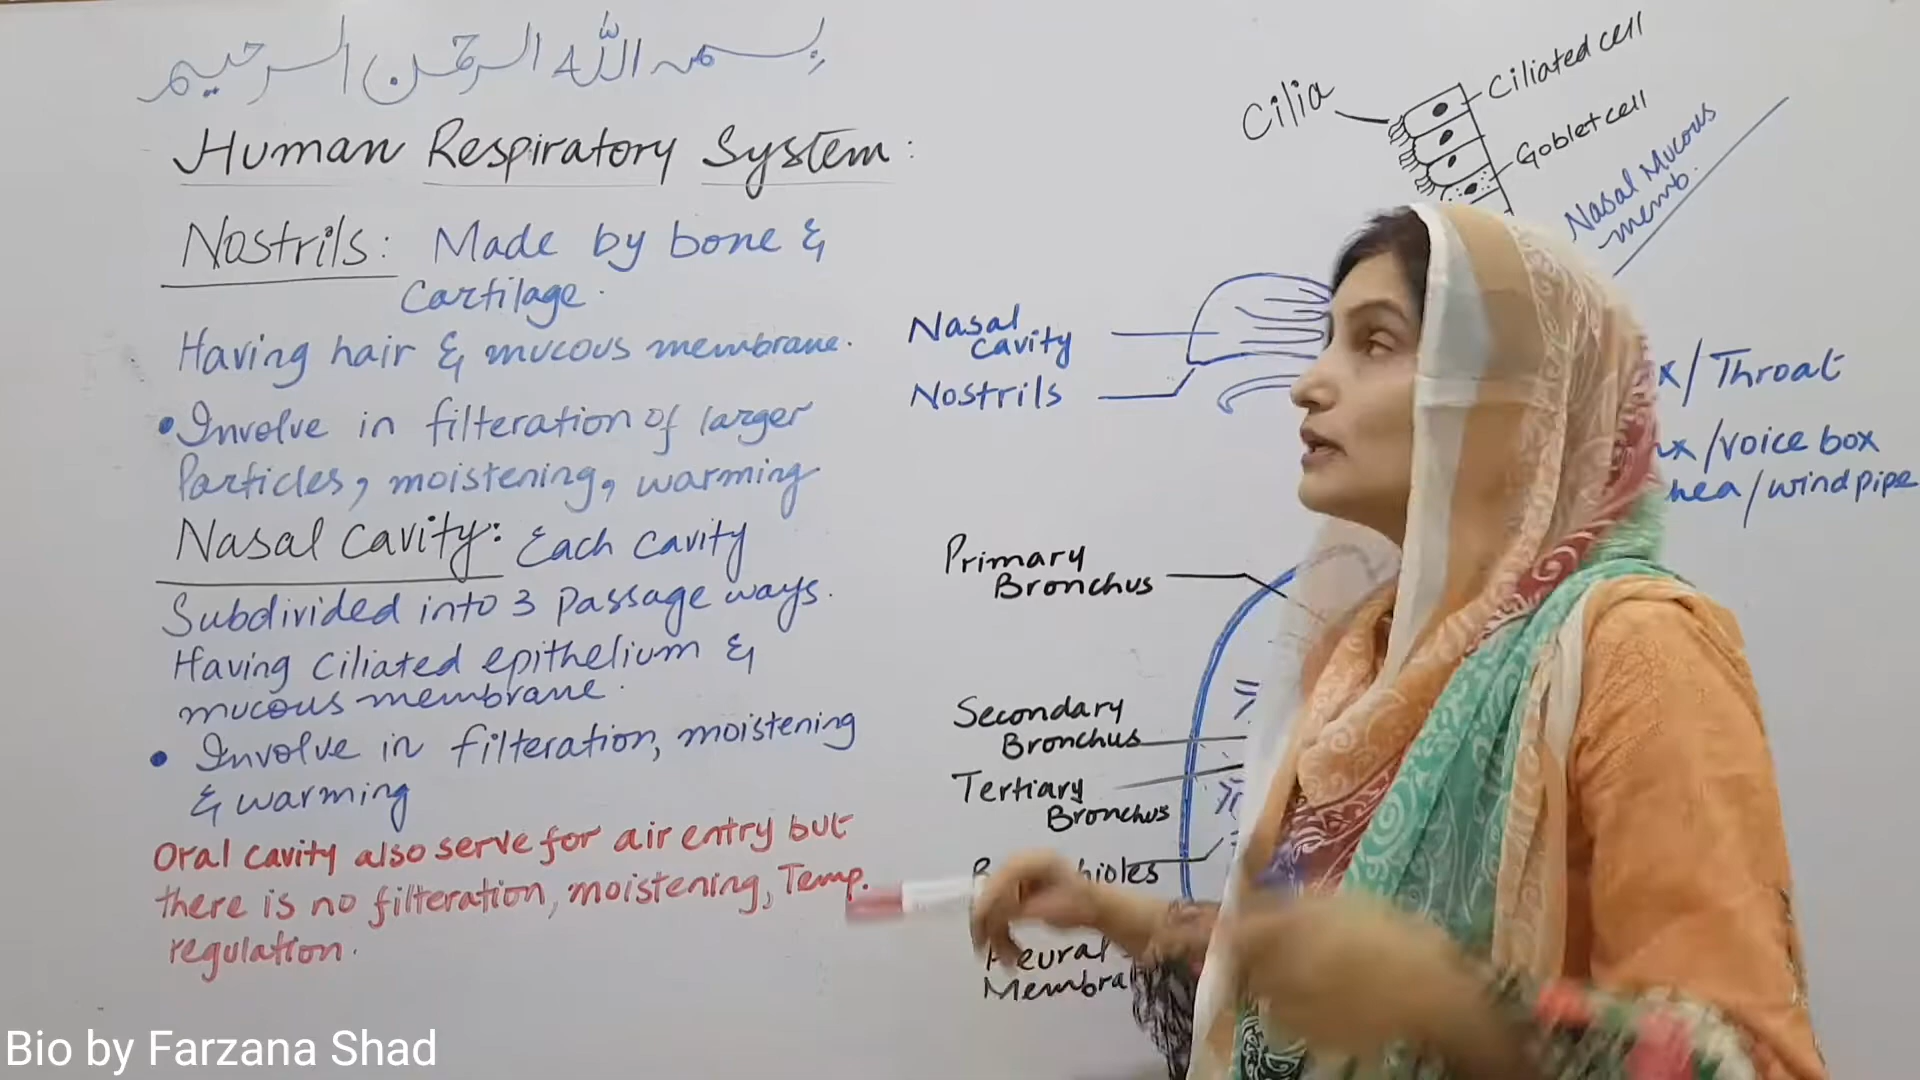 بسم الله الرحمن الرحيم
Human Respiratory System:
Nostrils: Made by bone &
Cartilage.
Having hair & mucous membrane.
• Involve in filteration of larger
Particles, moistening, warming
Nasal cavity: Each cavity
Subdivided into 3 passage ways.
Having ciliated epithelium &
mucous membrane.
• Involve in filteration, moistening
& warming
Oral cavity also serve for air entry but
there is no filteration, moistening, Temp.
regulation.
Cilia
Ciliated cell
Goblet cell
Nasal Mucous
memb.
Nasal
cavity
Nostrils
x/Throat
x/voice box
hea/windpipe
Primary
Bronchus
Secondary
Bronchus
Tertiary
Bronchus
Bio by Farzana Shad